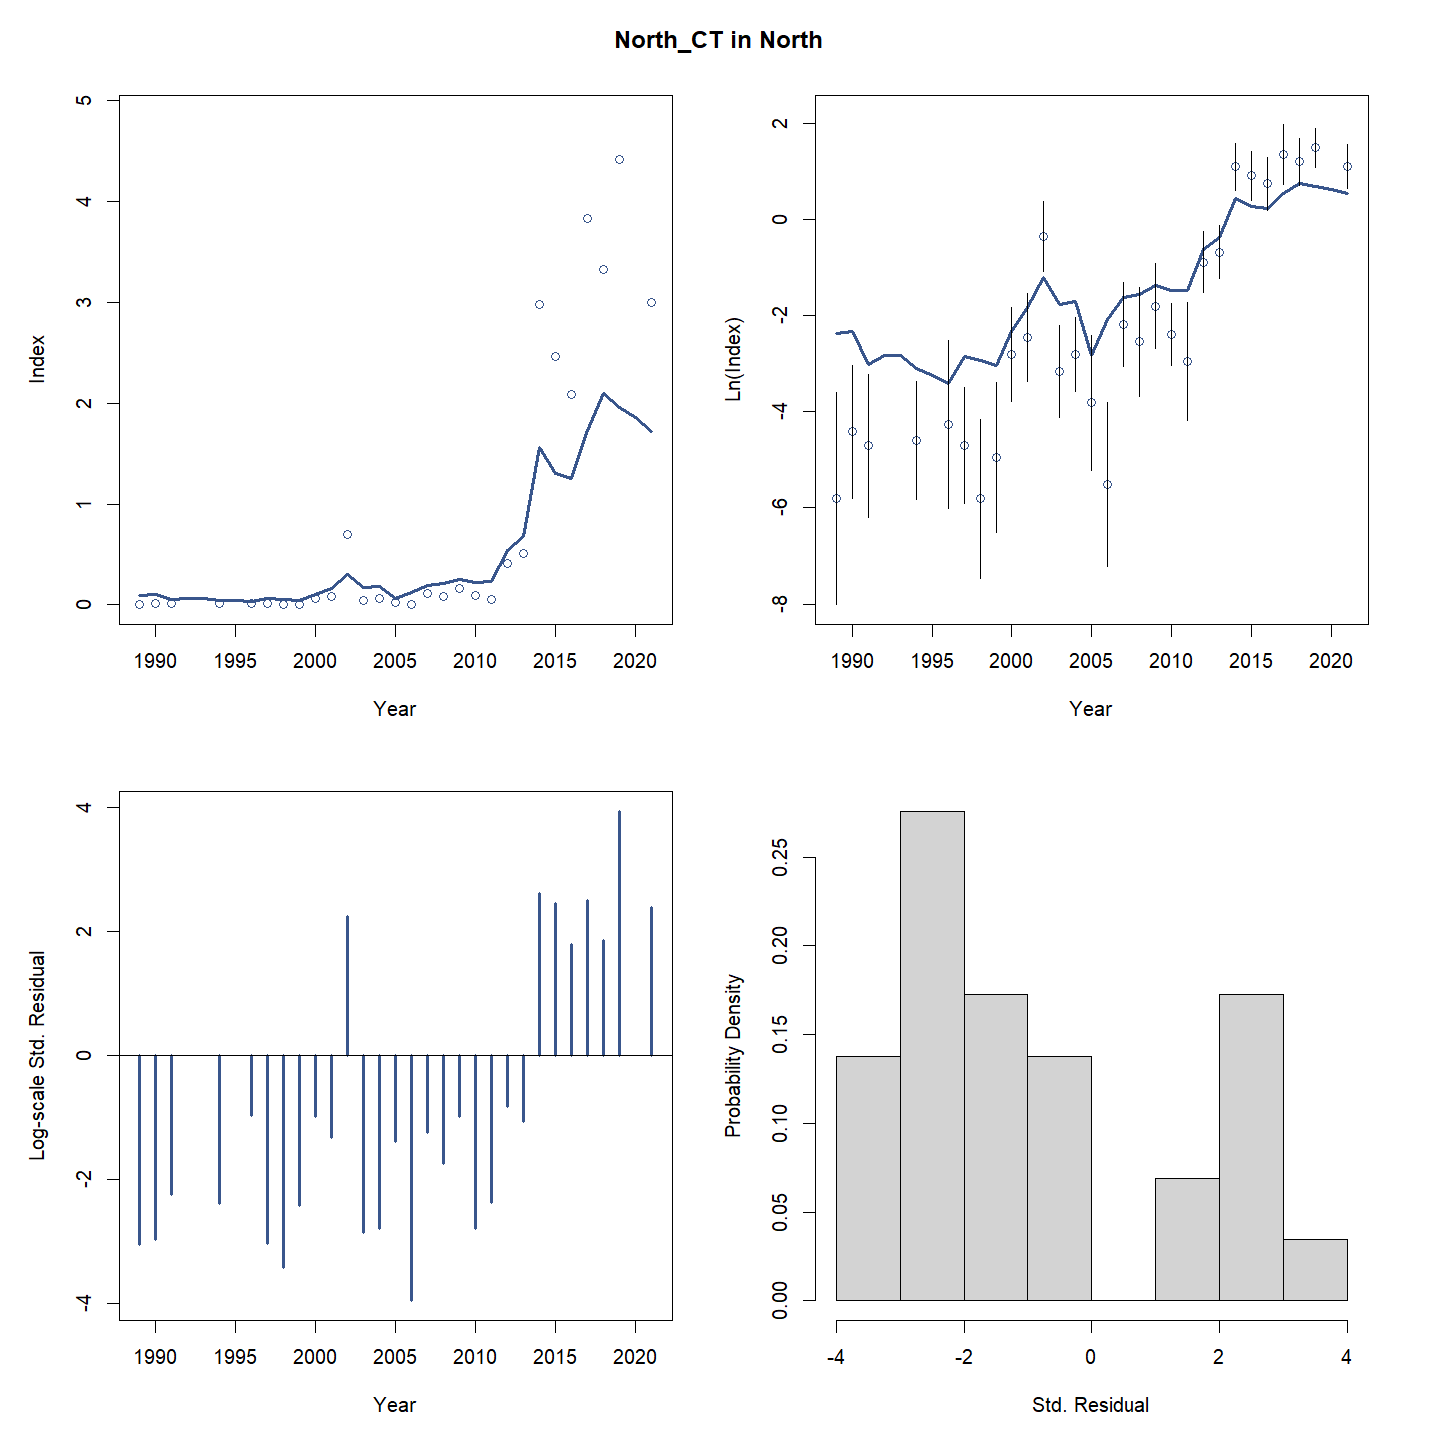 North_CT in North
5
4
3
2
1
0
Index
1990 1995 2000 2005 2010 2015 2020
Year
2
0
-2
-4
-6
-8
Ln(Index)
1990 1995 2000 2005 2010 2015 2020
Year
4
2
0
-2
-4
Log-scale Std. Residual
1990 1995 2000 2005 2010 2015 2020
Year
0.25
0.20
0.15
0.10
0.05
0.00
Probability Density
-4 -2 0 2 4
Std. Residual